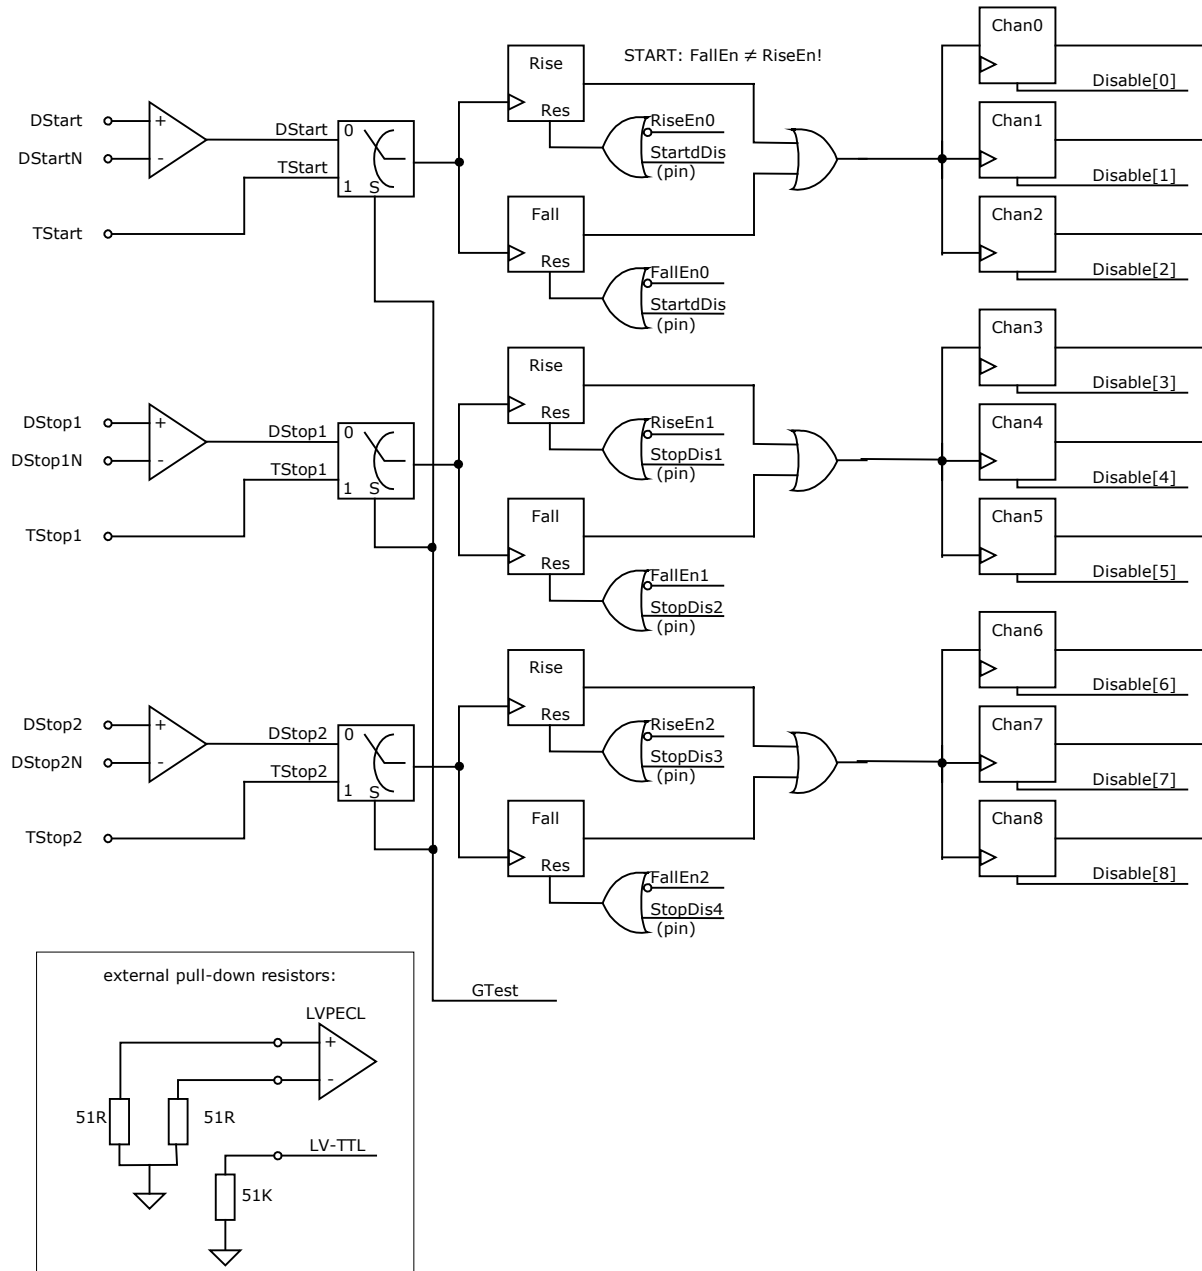 START: FallEn ≠ RiseEn!
DStart
DStartN
TStart
+
-
DStart
TStart
0
1
S
Rise
Res
RiseEn0
StartdDis
(pin)
Fall
Res
FallEn0
StartdDis
(pin)
Chan0
Disable[0]
Chan1
Disable[1]
Chan2
Disable[2]
DStop1
DStop1N
TStop1
+
-
DStop1
TStop1
0
1
S
Rise
Res
RiseEn1
StopDis1
(pin)
Fall
Res
FallEn1
StopDis2
(pin)
Chan3
Disable[3]
Chan4
Disable[4]
Chan5
Disable[5]
DStop2
DStop2N
TStop2
+
-
DStop2
TStop2
0
1
S
Rise
Res
RiseEn2
StopDis3
(pin)
Fall
Res
FallEn2
StopDis4
(pin)
Chan6
Disable[6]
Chan7
Disable[7]
Chan8
Disable[8]
GTest
external pull-down resistors:
LVPECL
+
-
51R
51R
LV-TTL
51K